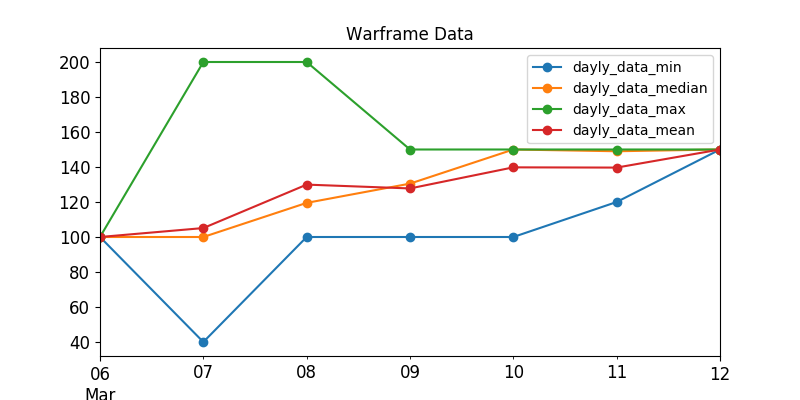 Warframe Data
dayly_data_min
dayly_data_median
dayly_data_max
dayly_data_mean
200
180
160
140
120
100
80
60
40
06 07 08 09 10 11 12
Mar